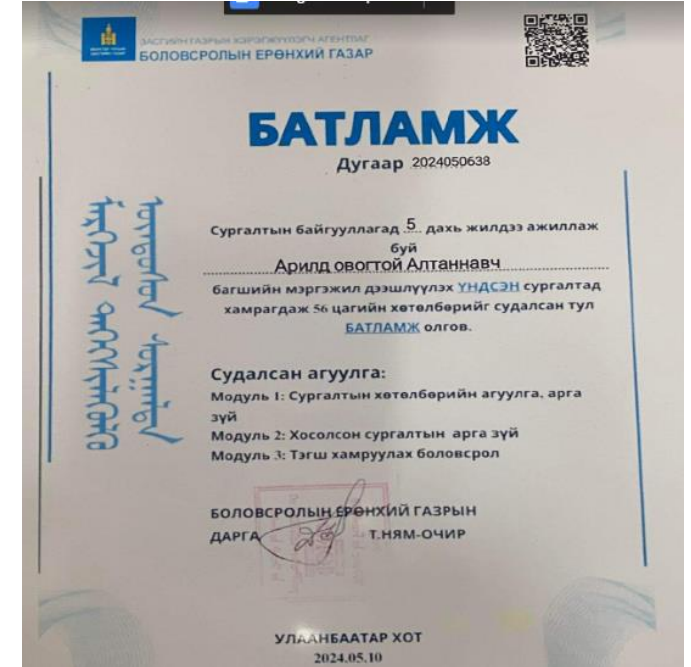 ЗАСГИЙН ГАЗРЫН ХЭРЭГЖҮҮЛЭГЧ АГЕНТЛАГ
БОЛОВСРОЛЫН ЕРӨНХИЙ ГАЗАР
БАТЛАМЖ
Дугаар 2024050638
Сургалтын байгууллагад 5 дахь жилдээ ажиллаж
буй
Арилд овогтой Алтаннавч
багшийн мэргэжил дээшлүүлэх ҮНДСЭН сургалтад
хамрагдаж 56 цагийн хөтөлбөрийг судалсан тул
БАТЛАМЖ олгов.
Судалсан агуулга:
Модуль 1: Сургалтын хөтөлбөрийн агуулга, арга
зүй
Модуль 2: Хосолсон сургалтын арга зүй
Модуль 3: Тэгш хамруулах боловсрол
БОЛОВСРОЛЫН ЕРӨНХИЙ ГАЗРЫН
ДАРГА Т.НЯМ-ОЧИР
УЛААНБААТАР ХОТ
2024.05.10